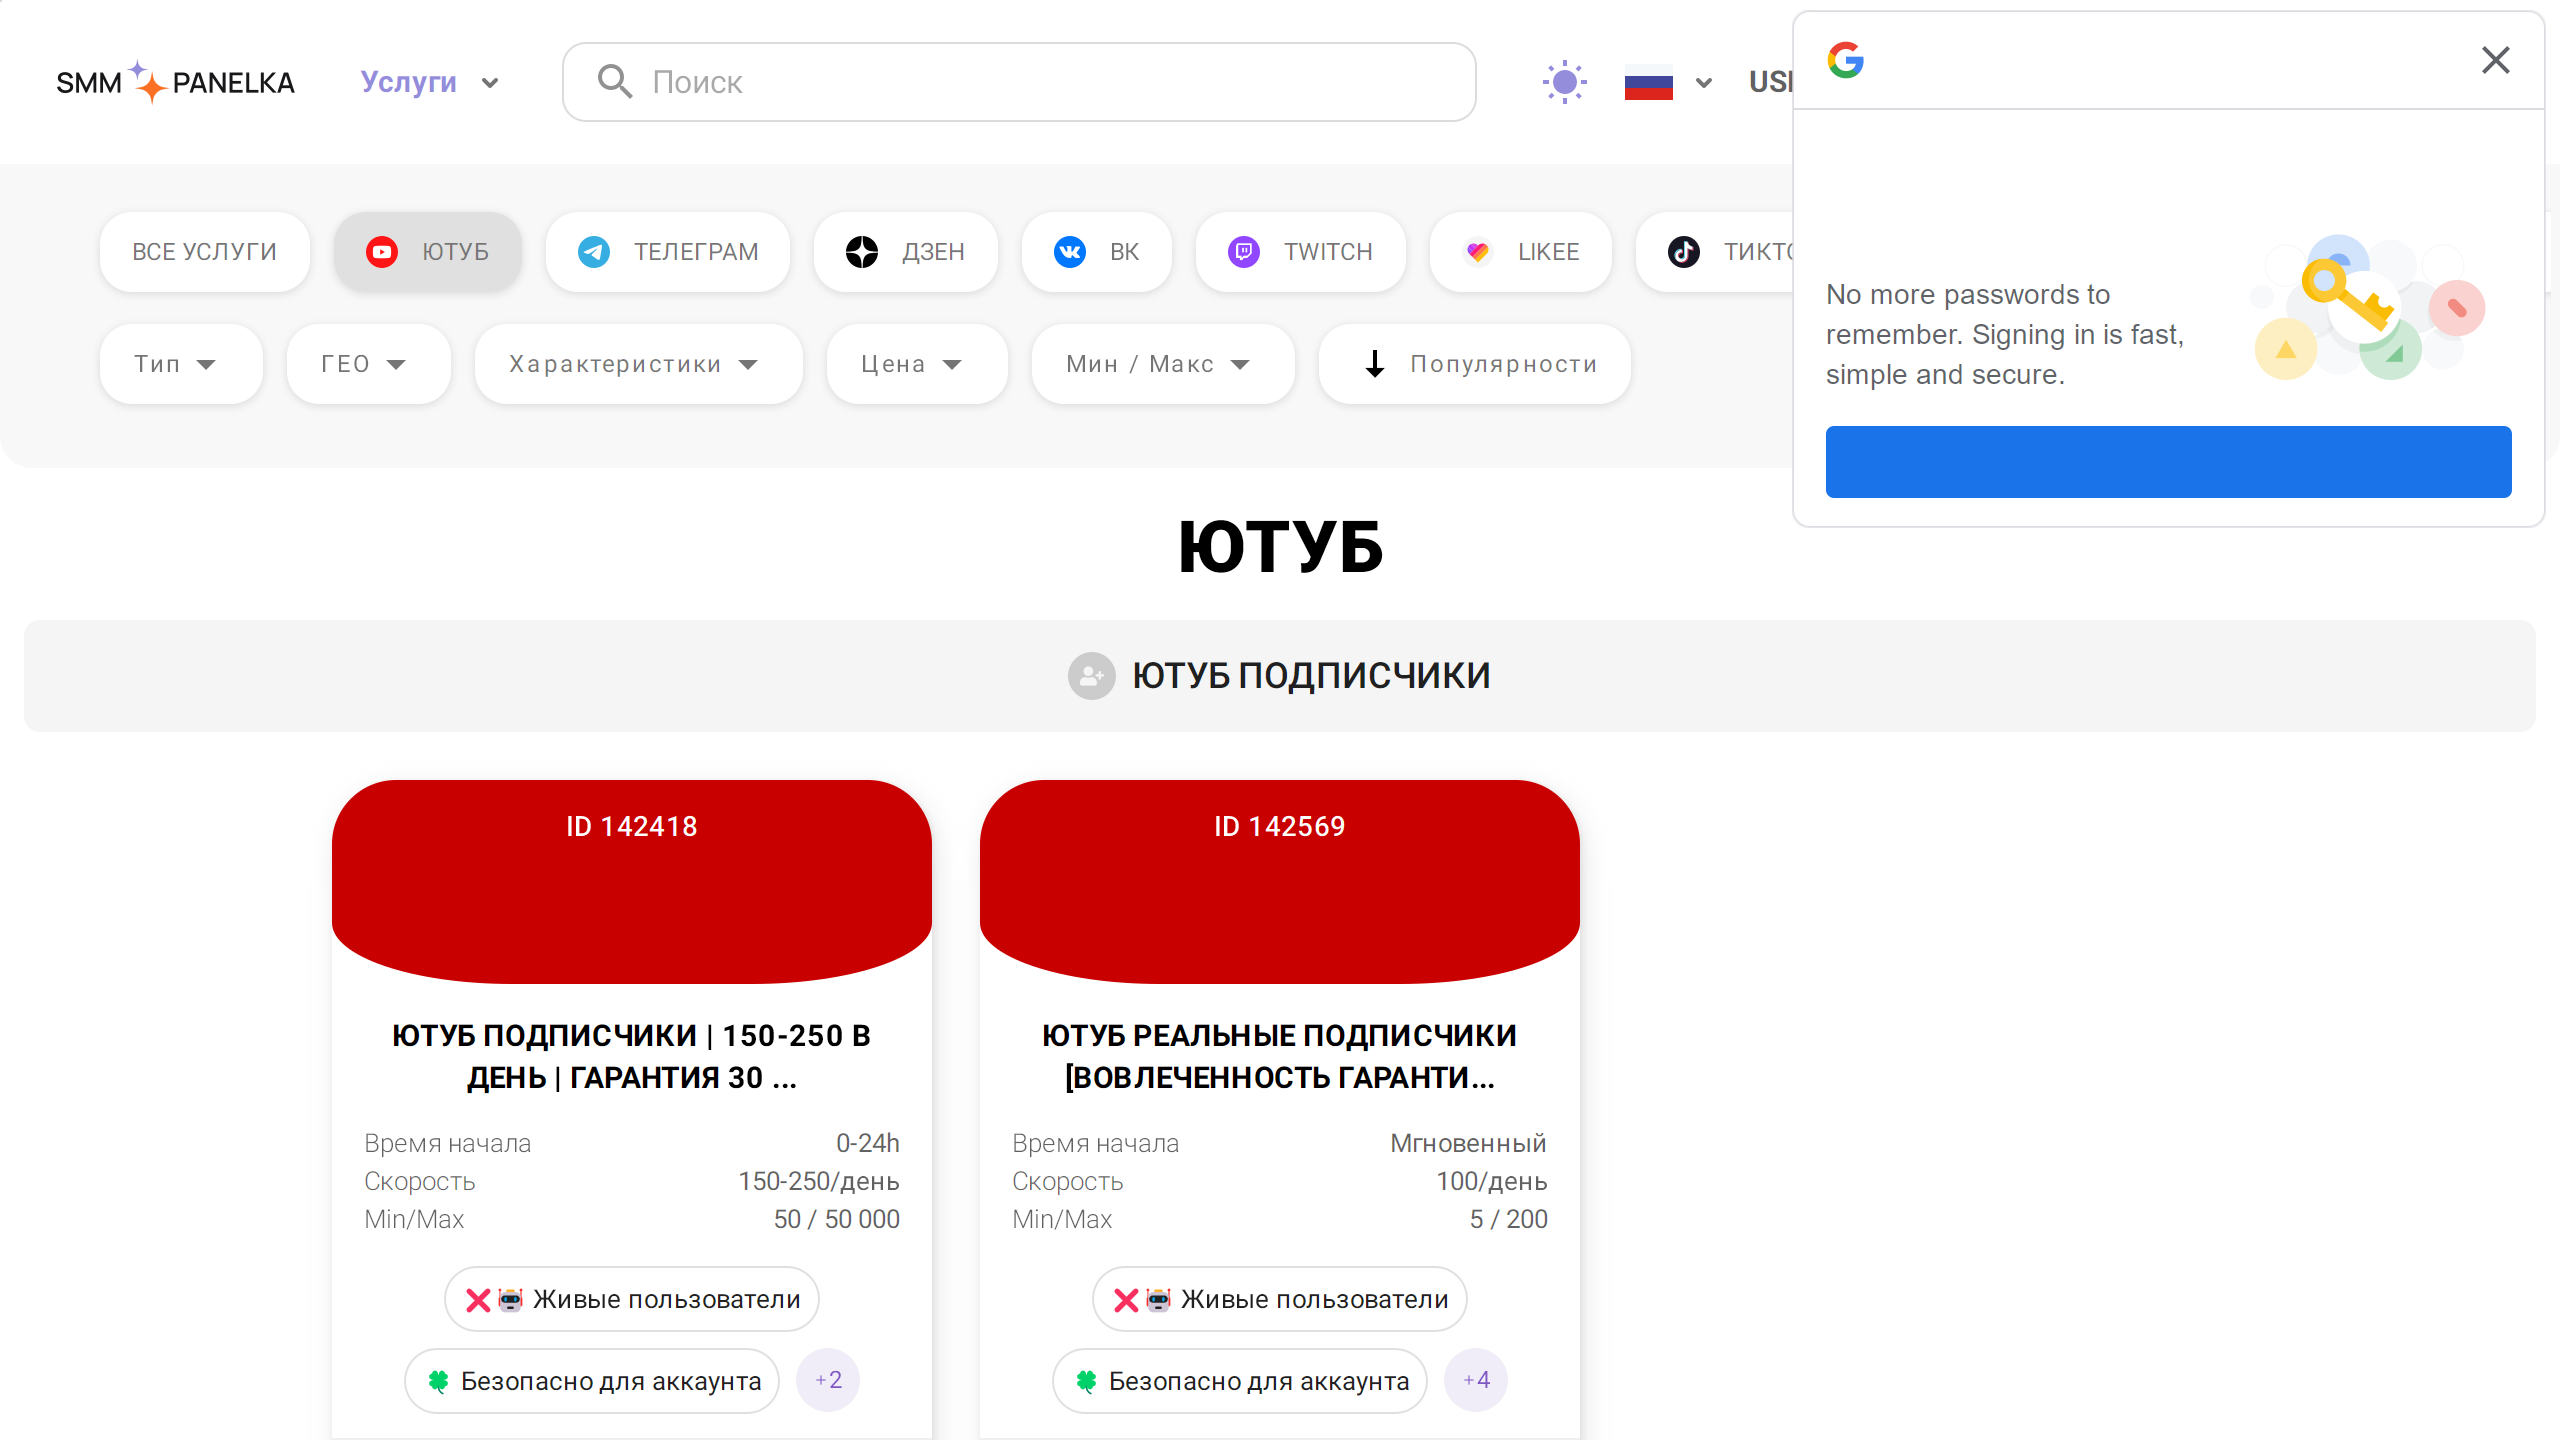 SMM PANELKA
Услуги
Поиск
ВСЕ УСЛУГИ
ЮТУБ
ТЕЛЕГРАМ
ДЗЕН
ВК
TWITCH
LIKEE
Тип
ГЕО
Характеристики
Цена
Мин / Макс
Популярности
No more passwords to
remember. Signing in is fast,
simple and secure.
ЮТУБ
ЮТУБ ПОДПИСЧИКИ
ID 142418
ЮТУБ ПОДПИСЧИКИ | 150-250 В
ДЕНЬ | ГАРАНТИЯ 30 ...
Время начала 0-24h
Скорость 150-250/день
Min/Max 50 / 50 000
Живые пользователи
Безопасно для аккаунта
+2
ID 142569
ЮТУБ РЕАЛЬНЫЕ ПОДПИСЧИКИ
[ВОВЛЕЧЕННОСТЬ ГАРАНТИ...
Время начала Мгновенный
Скорость 100/день
Min/Max 5 / 200
Живые пользователи
Безопасно для аккаунта
+4